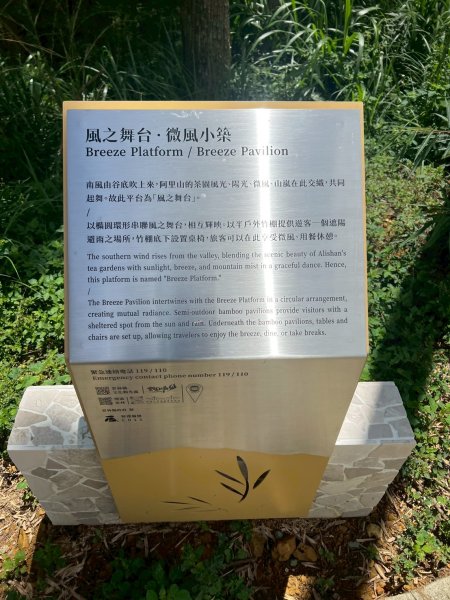 風之舞台・微風小築
Breeze Platform / Breeze Pavilion
南風由谷底吹上來，阿里山的茶園風光、陽光、微風、山嵐在此交織，共同
起舞。故此平台為「風之舞台」。
/
以橢圓環形串聯風之舞台，相互輝映。以半戶外竹棚提供遊客一個遮陽
避雨之場所，竹棚底下設置桌椅，旅客可以在此享受微風、用餐休憩。
The southern wind rises from the valley, blending the scenic beauty of Alishan's
tea gardens with sunlight, breeze, and mountain mist in a graceful dance. Hence,
this platform is named "Breeze Platform."
/
The Breeze Pavilion intertwines with the Breeze Platform in a circular arrangement,
creating mutual radiance. Semi-outdoor bamboo pavilions provide visitors with a
sheltered spot from the sun and rain. Underneath the bamboo pavilions, tables and
chairs are set up, allowing travelers to enjoy the breeze, dine, or take breaks.
緊急連絡電話 119 / 110
Emergency contact phone number 119 / 110